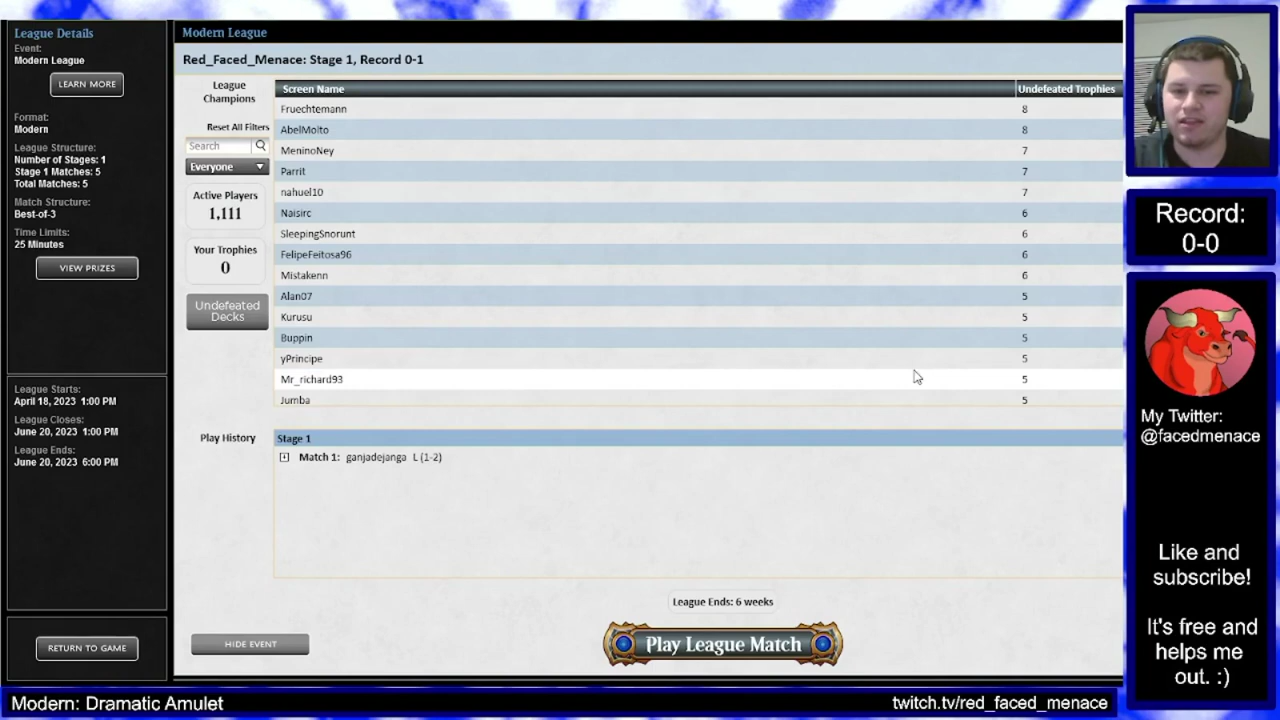 League Details
Event:
Modern League
LEARN MORE
Format:
Modern
League Structure:
Number of Stages: 1
Stage 1 Matches: 5
Total Matches: 5
Match Structure:
Best-of-3
Time Limits:
25 Minutes
VIEW PRIZES
League Starts:
April 18, 2023 1:00 PM
League Closes:
June 20, 2023 1:00 PM
League Ends:
June 20, 2023 6:00 PM
RETURN TO GAME
Modern League
Red_Faced_Menace: Stage 1, Record 0-1
League
Champions
Reset All Filters
Search
Everyone
Active Players
1,111
Your Trophies
0
Undefeated
Decks
Screen Name Undefeated Trophies
Fruechtemann 8
AbelMolto 8
MeninoNey 7
Parrit 7
nahuel10 7
Naisirc 6
SleepingSnorunt 6
FelipeFeitosa96 6
Mistakenn 6
Alan07 5
Kurusu 5
Buppin 5
yPrincipe 5
Mr_richard93 5
Jumba 5
Play History
Stage 1
Match 1: ganjadejanga L (1-2)
League Ends: 6 weeks
HIDE EVENT
Play League Match
Record:
0-0
My Twitter:
@facedmenace
Like and
subscribe!
It's free and
helps me
out. :)
Modern: Dramatic Amulet
twitch.tv/red_faced_menace